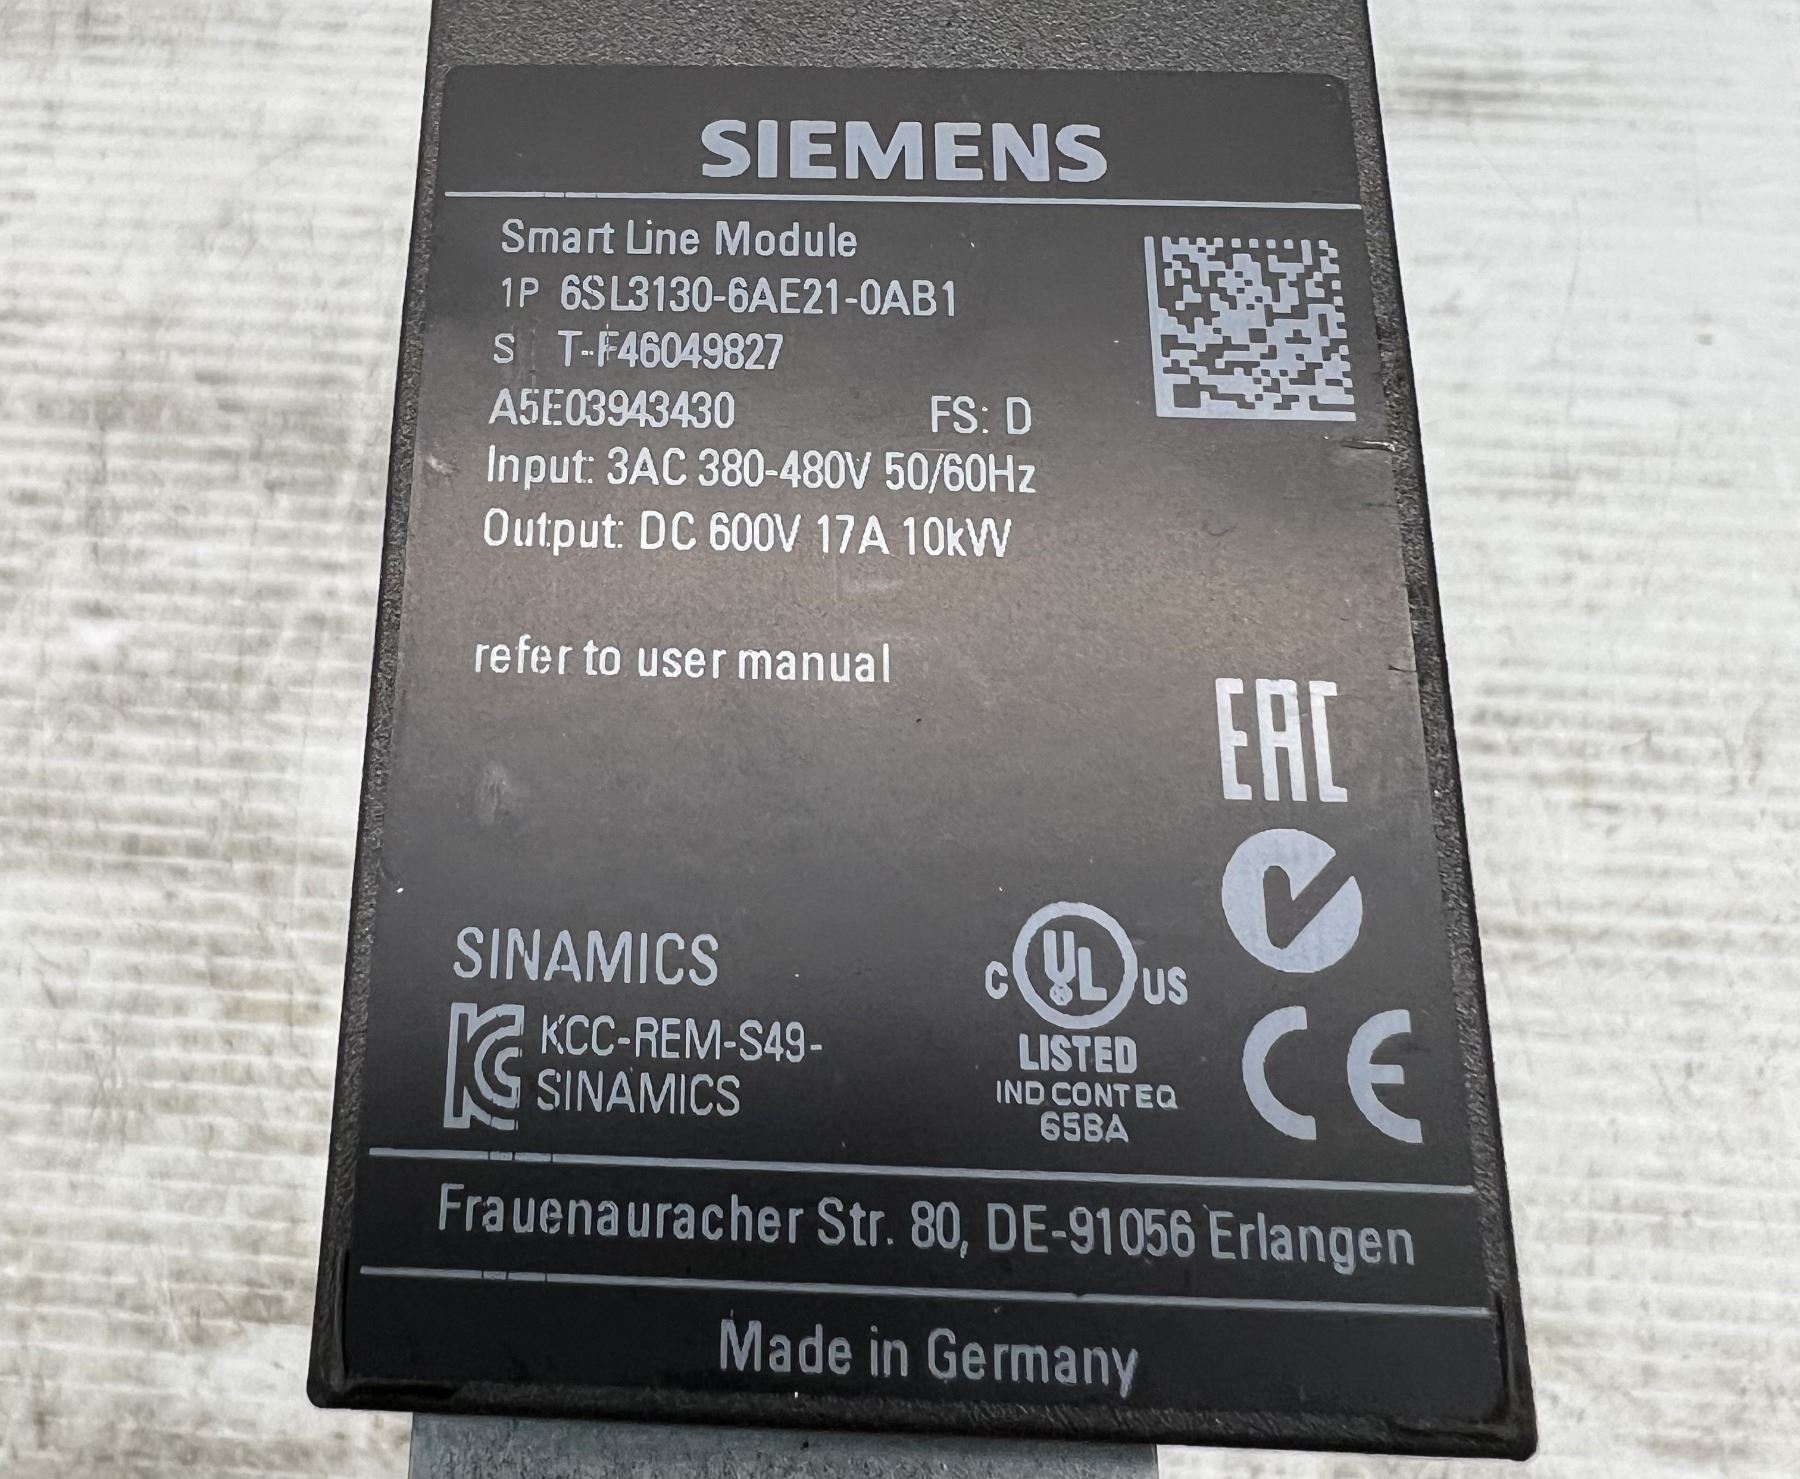 SIEMENS
Smart Line Module
1P 6SL3130-6AE21-0AB1
S T-F46049827
A5E03943430 FS: D
Input: 3AC 380-480V 50/60Hz
Output: DC 600V 17A 10kW
refer to user manual
EAC
SINAMICS
KCC-REM-S49-
SINAMICS
C UL US
LISTED
IND CONT EQ
65BA
CE
Frauenauracher Str. 80, DE-91056 Erlangen
Made in Germany